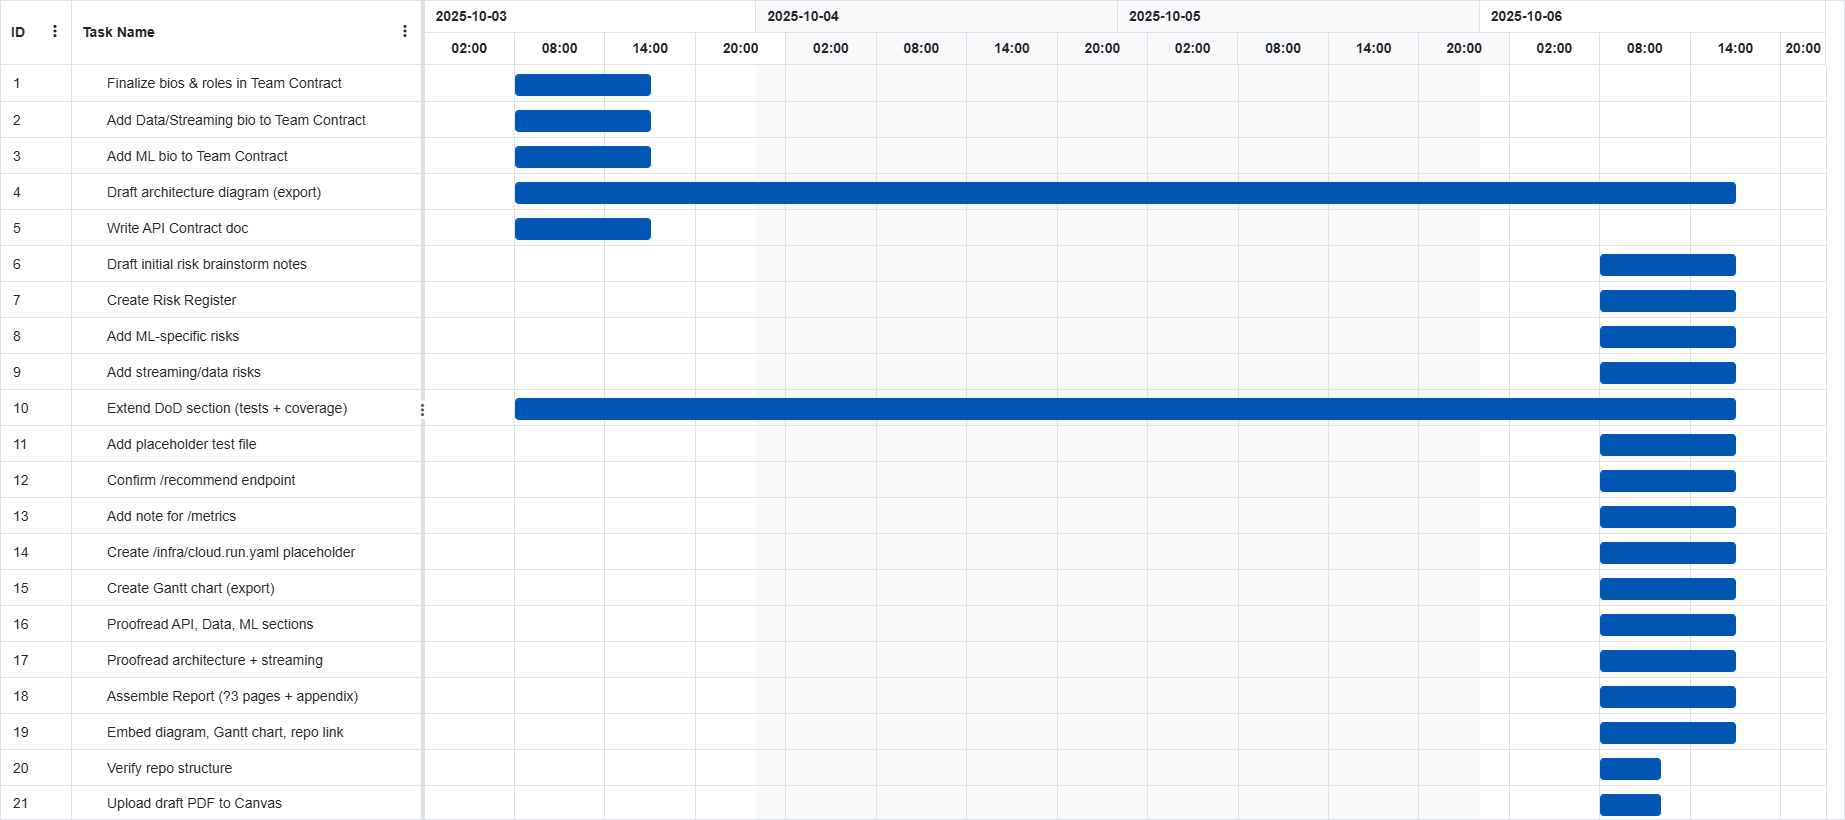 ID Task Name 2025-10-03 2025-10-04 2025-10-05 2025-10-06
02:00 08:00 14:00 20:00 02:00 08:00 14:00 20:00 02:00 08:00 14:00 20:00 02:00 08:00 14:00 20:00
1 Finalize bios & roles in Team Contract
2 Add Data/Streaming bio to Team Contract
3 Add ML bio to Team Contract
4 Draft architecture diagram (export)
5 Write API Contract doc
6 Draft initial risk brainstorm notes
7 Create Risk Register
8 Add ML-specific risks
9 Add streaming/data risks
10 Extend DoD section (tests + coverage)
11 Add placeholder test file
12 Confirm /recommend endpoint
13 Add note for /metrics
14 Create /infra/cloud.run.yaml placeholder
15 Create Gantt chart (export)
16 Proofread API, Data, ML sections
17 Proofread architecture + streaming
18 Assemble Report (?3 pages + appendix)
19 Embed diagram, Gantt chart, repo link
20 Verify repo structure
21 Upload draft PDF to Canvas